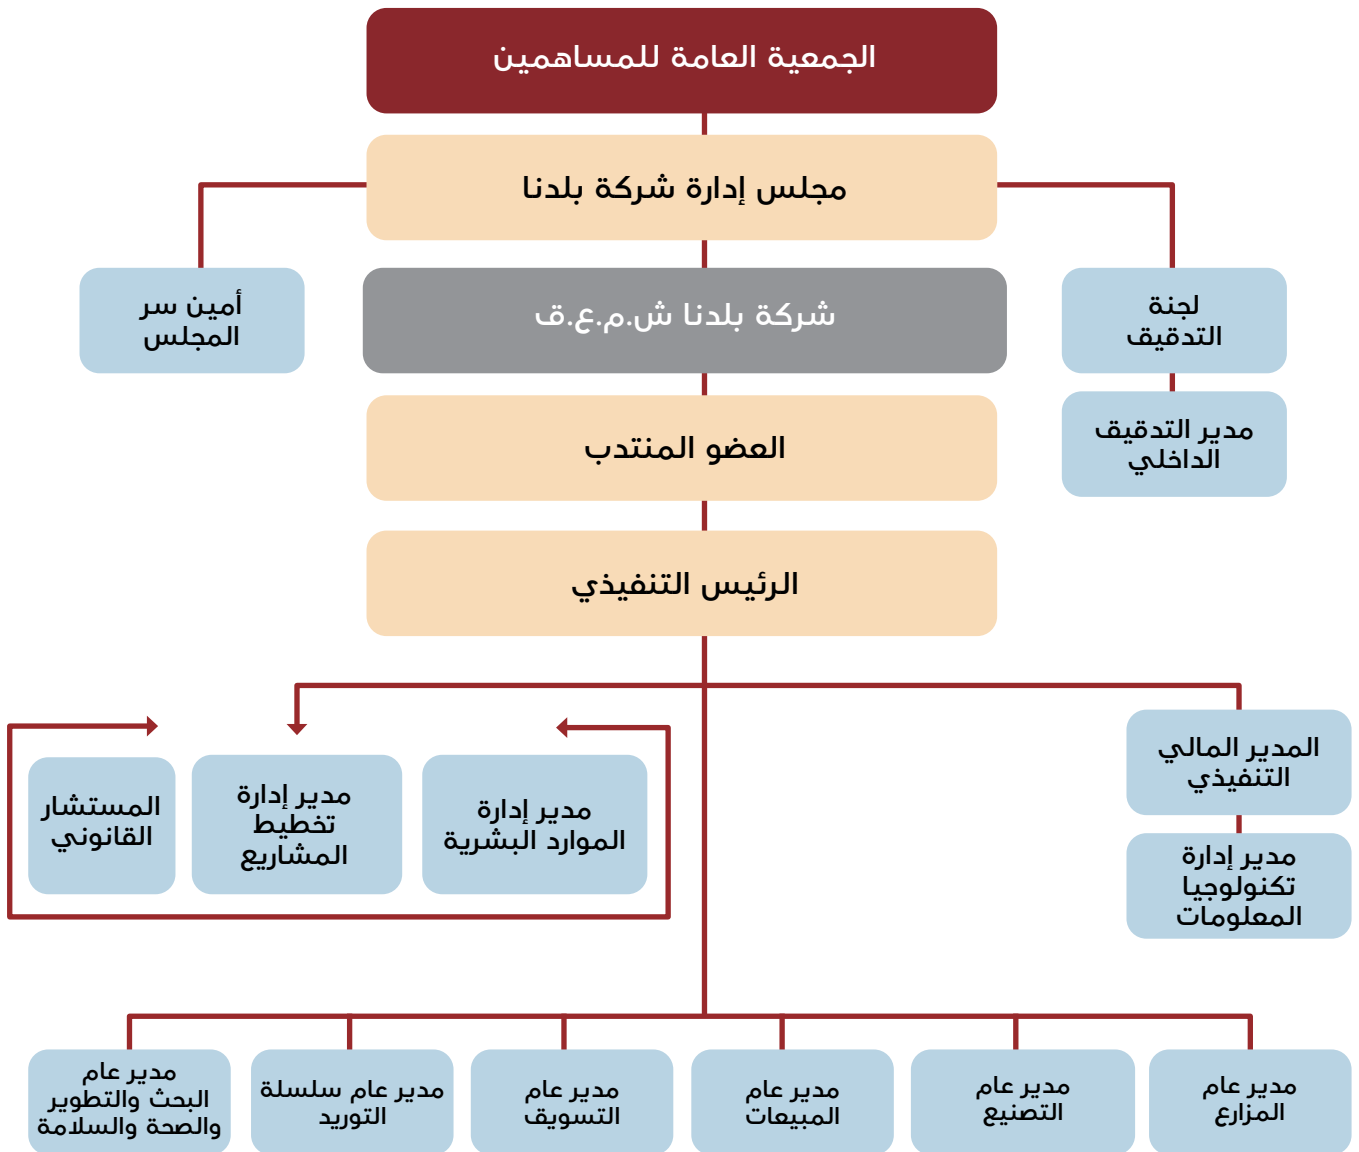 الجمعية العامة للمساهمين
مجلس إدارة شركة بلدنا
لجنة
التدقيق
شركة بلدنا ش.م.ع.ق
أمين سر
المجلس
مدير التدقيق
الداخلي
العضو المنتدب
الرئيس التنفيذي
المدير المالي
التنفيذي
مدير إدارة
تكنولوجيا
المعلومات
مدير إدارة
الموارد البشرية
مدير إدارة
تخطيط
المشاريع
المستشار
القانوني
مدير عام
المزارع
مدير عام
التصنيع
مدير عام
المبيعات
مدير عام
التسويق
مدير عام سلسلة
التوريد
مدير عام
البحث والتطوير
والصحة والسلامة